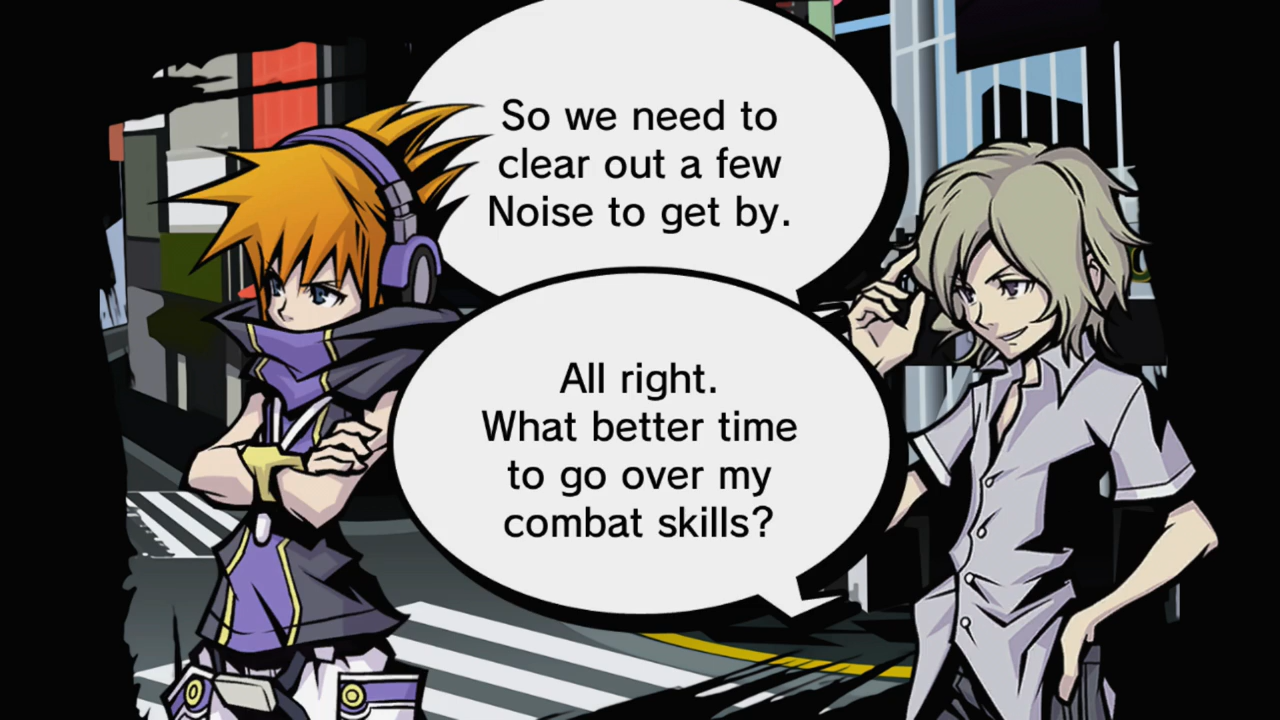 So we need to
clear out a few
Noise to get by.
All right.
What better time
to go over my
combat skills?